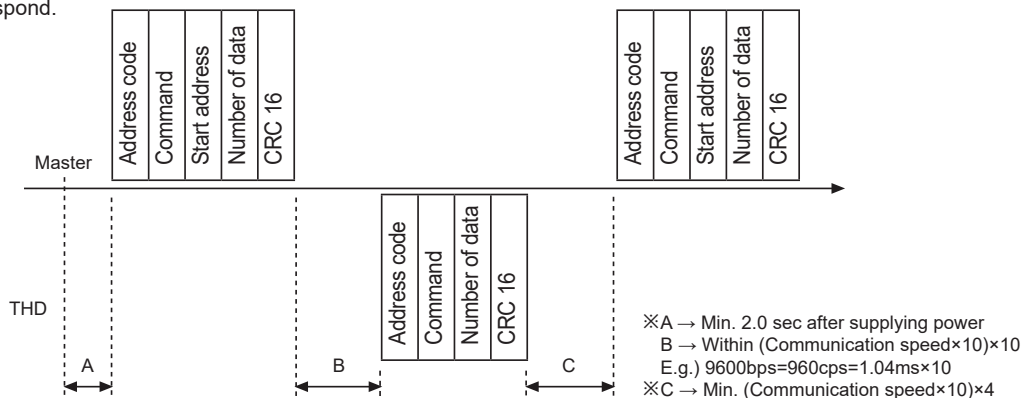 spond.
Address code
Command
Start address
Number of data
CRC 16
Address code
Command
Start address
Number of data
CRC 16
Master
Address code
Command
Number of data
CRC 16
THD
A
B
C
※A → Min. 2.0 sec after supplying power
B → Within (Communication speed×10)×10
E.g.) 9600bps=960cps=1.04ms×10
※C → Min. (Communication speed×10)×4